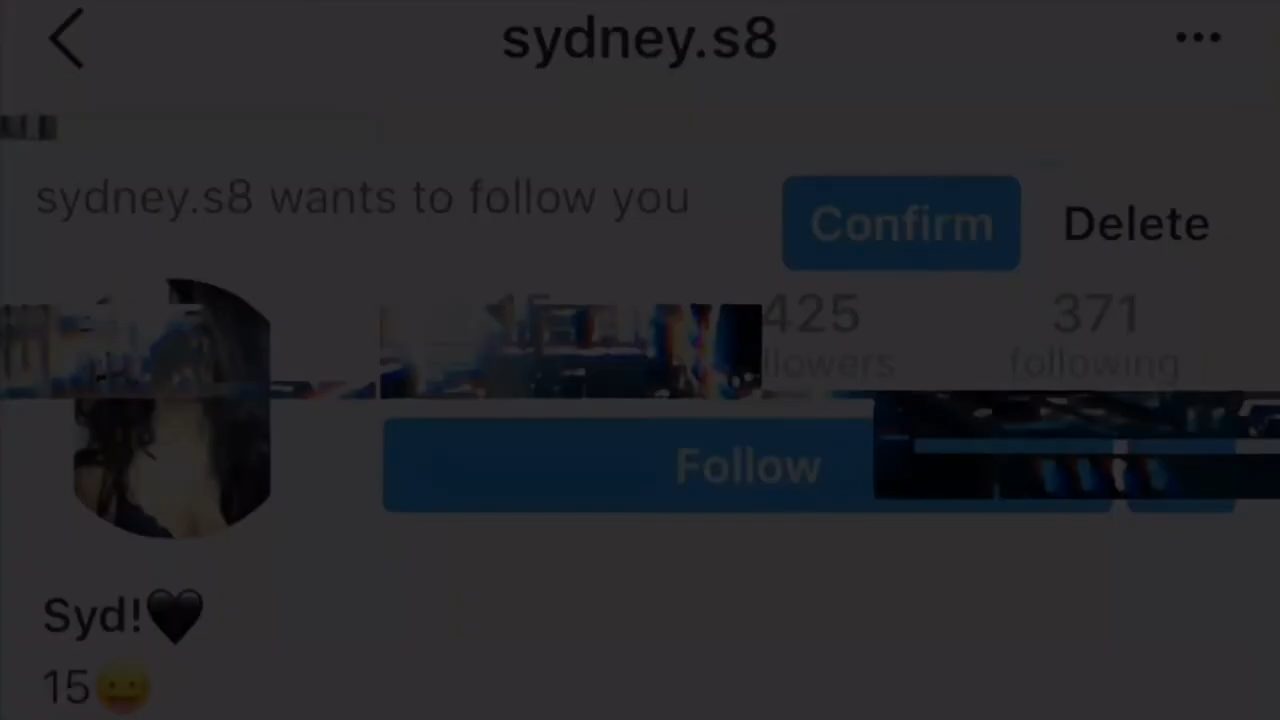 sydney.s8
sydney.s8 wants to follow you
Confirm
Delete
425
371
following
Follow
Syd!🖤
15😛